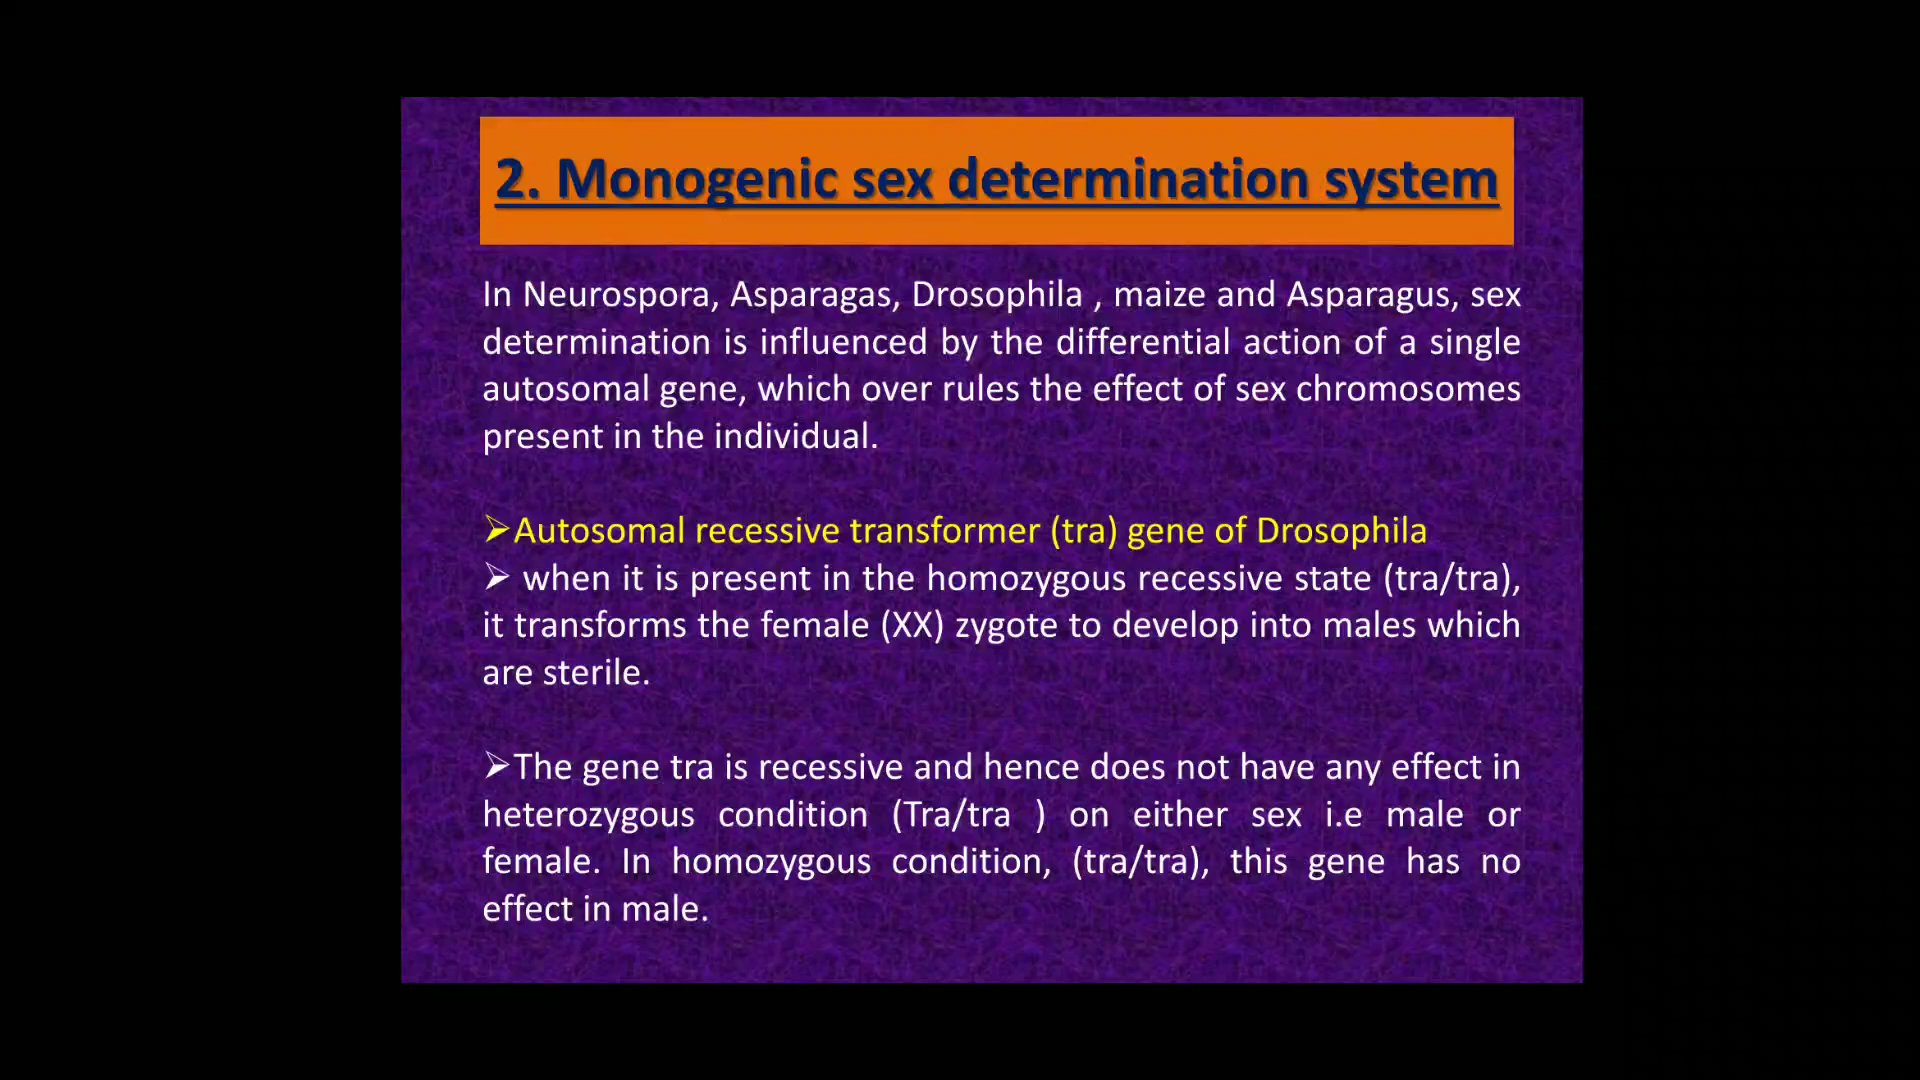 2. Monogenic sex determination system
In Neurospora, Asparagas, Drosophila , maize and Asparagus, sex
determination is influenced by the differential action of a single
autosomal gene, which over rules the effect of sex chromosomes
present in the individual.
➢Autosomal recessive transformer (tra) gene of Drosophila
➢ when it is present in the homozygous recessive state (tra/tra),
it transforms the female (XX) zygote to develop into males which
are sterile.
➢The gene tra is recessive and hence does not have any effect in
heterozygous condition (Tra/tra ) on either sex i.e male or
female. In homozygous condition, (tra/tra), this gene has no
effect in male.